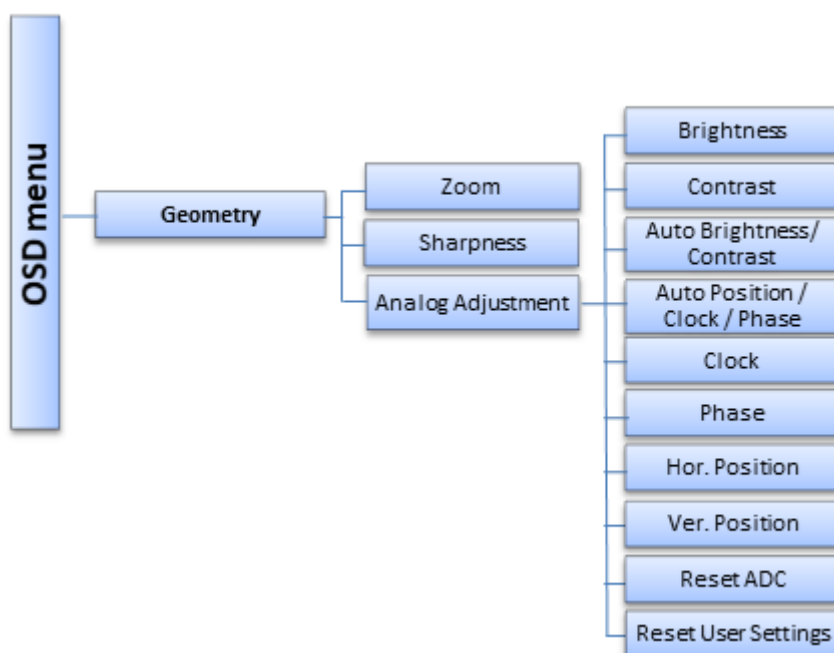 OSD menu
Geometry
Zoom
Sharpness
Analog Adjustment
Brightness
Contrast
Auto Brightness/
Contrast
Auto Position /
Clock / Phase
Clock
Phase
Hor. Position
Ver. Position
Reset ADC
Reset User Settings